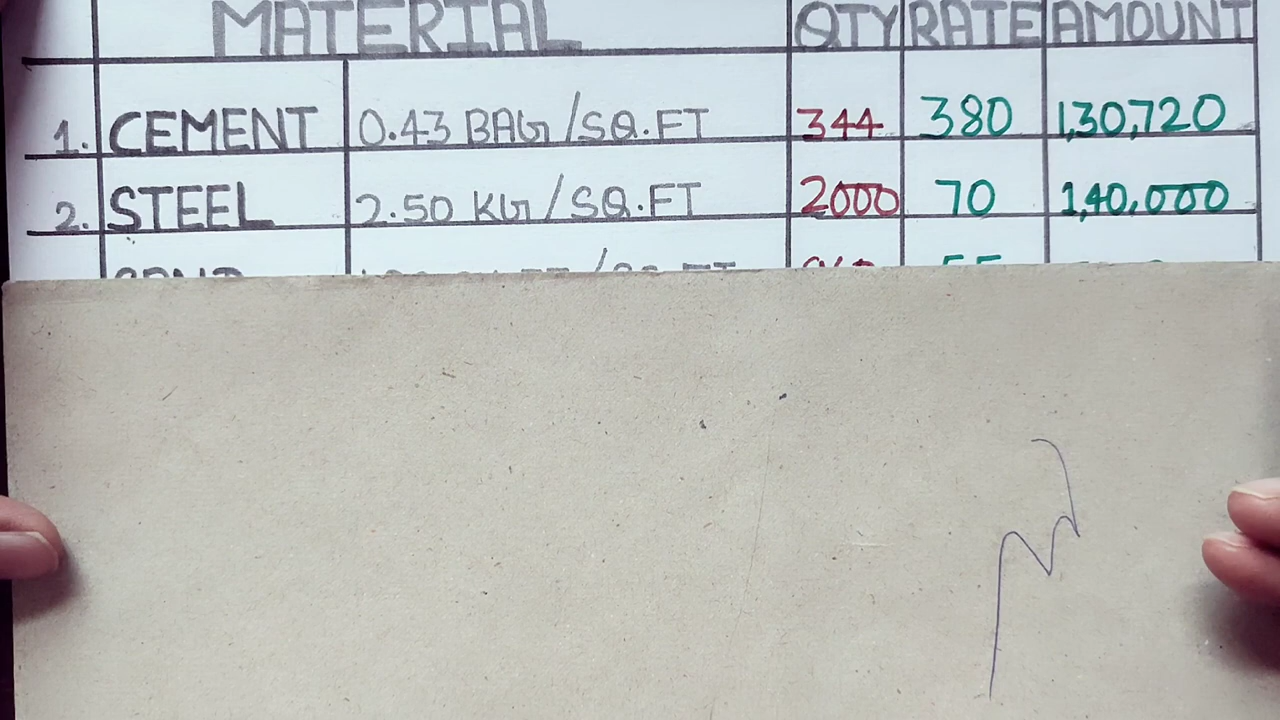 MATERIAL QTY RATE AMOUNT
1. CEMENT 0.43 BAG/SQ.FT 344 380 1,30,720
2. STEEL 2.50 KG/SQ.FT 2000 70 1,40,000